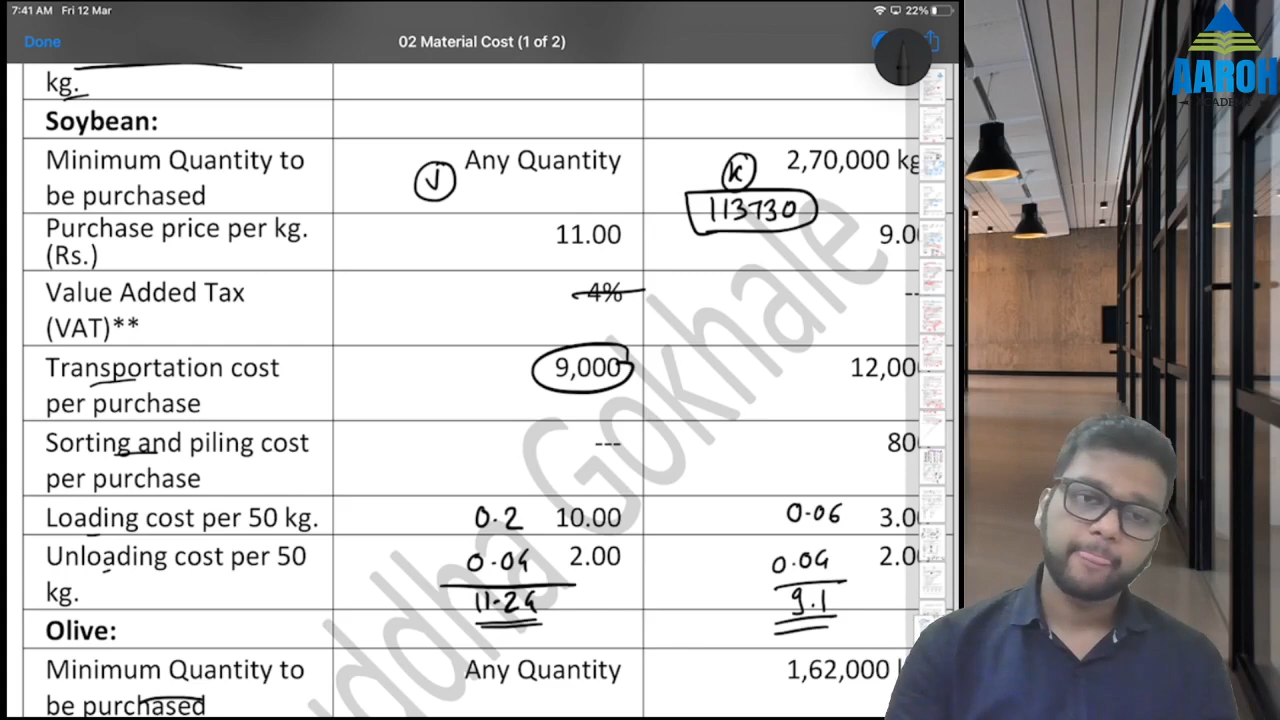 7:41 AM Fri 12 Mar
22%
Done
02 Material Cost (1 of 2)
AAROH
kg.
Soybean:
Minimum Quantity to
be purchased
Any Quantity
2,70,000 kg
J
K
113730
Purchase price per kg.
(Rs.)
11.00
9.0
Value Added Tax
(VAT)**
4%
--
Transportation cost
per purchase
9,000
12,00
Sorting and piling cost
per purchase
---
80
Loading cost per 50 kg.
0.2 10.00
0.06 3.0
Unloading cost per 50
kg.
0.04 2.00
0.04 2.0
11.24
9.1
Olive:
Minimum Quantity to
be purchased
Any Quantity
1,62,000
ddha Gokhale